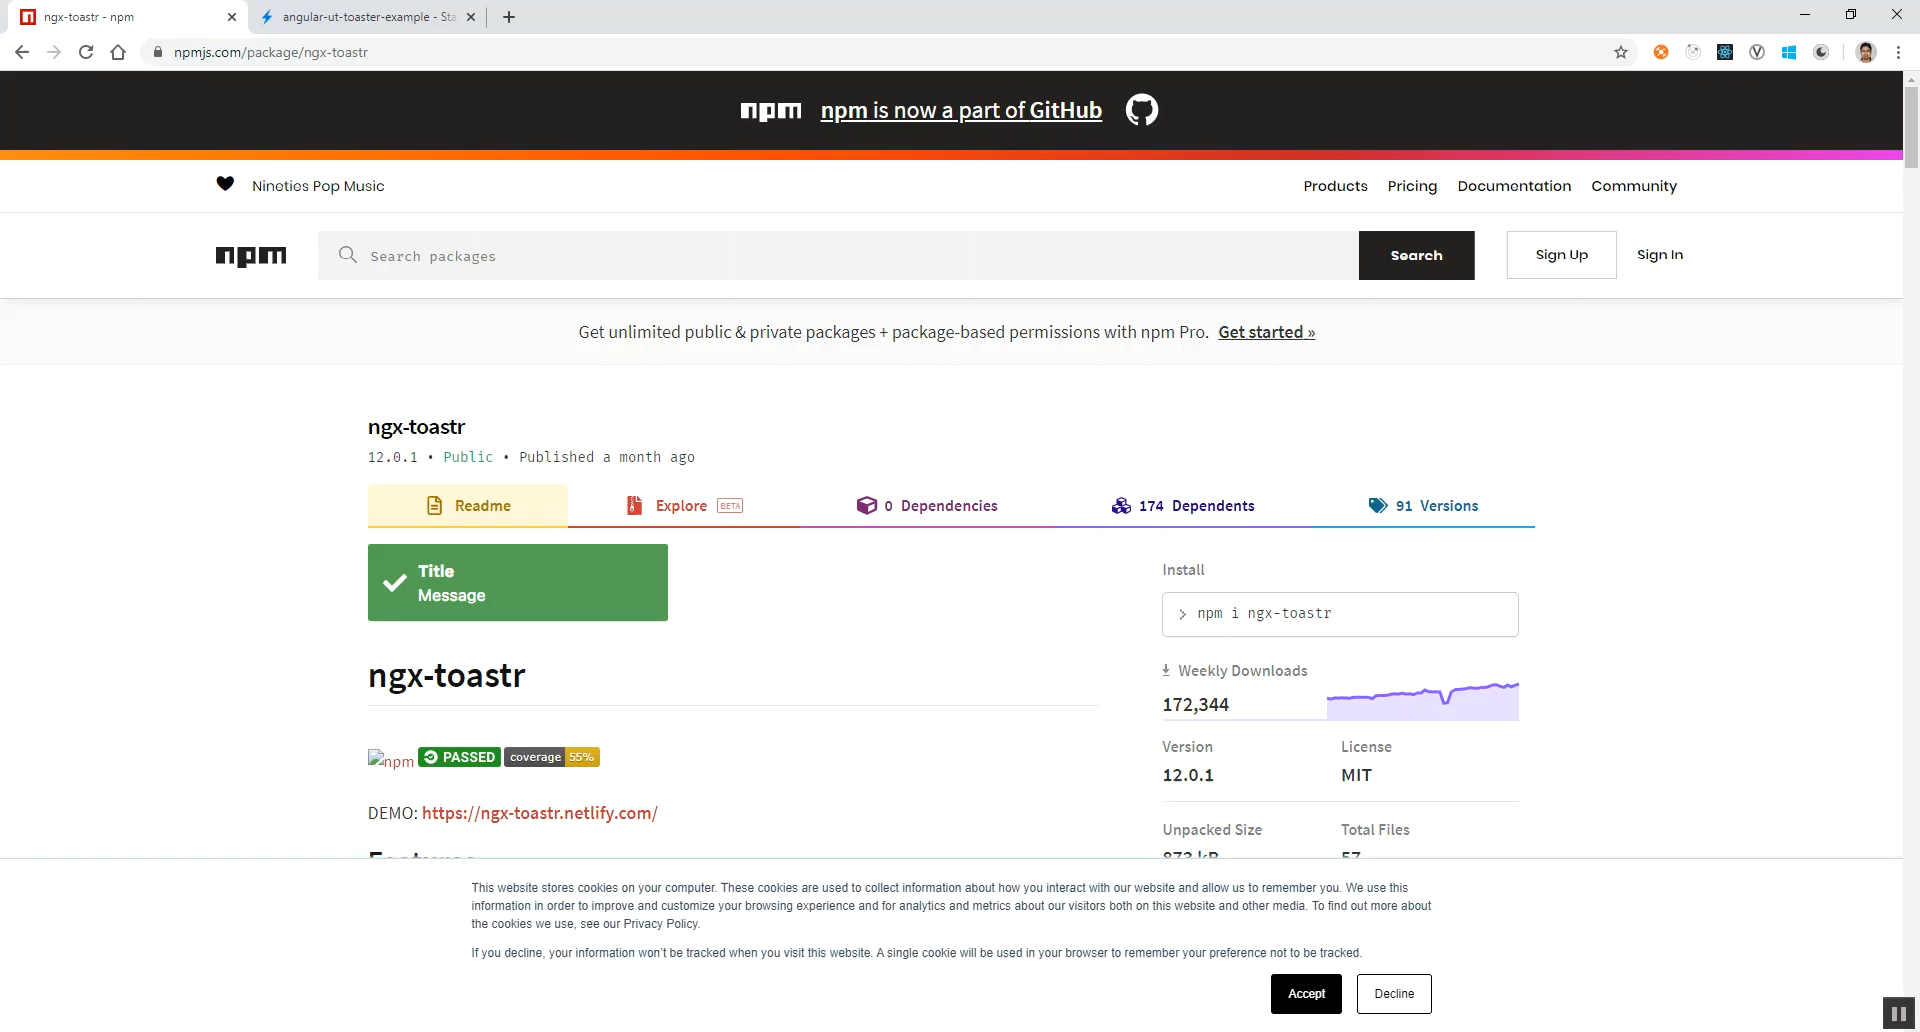 ngx-toastr - npm
angular-ut-toaster-example - Sta
npmjs.com/package/ngx-toastr
npm npm is now a part of GitHub
Nineties Pop Music
Products Pricing Documentation Community
npm Search packages Search Sign Up Sign In
Get unlimited public & private packages + package-based permissions with npm Pro. Get started »
ngx-toastr
12.0.1 • Public • Published a month ago
Readme Explore BETA 0 Dependencies 174 Dependents 91 Versions
Title
Message
Install
> npm i ngx-toastr
ngx-toastr
Weekly Downloads
172,344
Version License
12.0.1 MIT
npm PASSED coverage 55%
DEMO: https://ngx-toastr.netlify.com/
Unpacked Size Total Files
873 kB 57
Features
This website stores cookies on your computer. These cookies are used to collect information about how you interact with our website and allow us to remember you. We use this
information in order to improve and customize your browsing experience and for analytics and metrics about our visitors both on this website and other media. To find out more about
the cookies we use, see our Privacy Policy.
If you decline, your information won't be tracked when you visit this website. A single cookie will be used in your browser to remember your preference not to be tracked.
Accept Decline